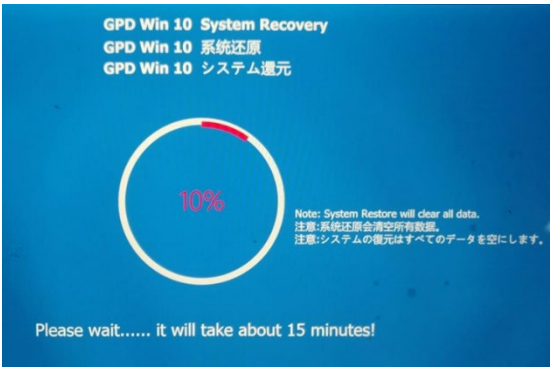 GPD Win 10 System Recovery
GPD Win 10 系统还原
GPD Win 10 システム還元
10%
Note: System Restore will clear all data.
注意:系统还原会清空所有数据。
注意:システムの復元はすべてのデータを空にします。
Please wait...... it will take about 15 minutes!